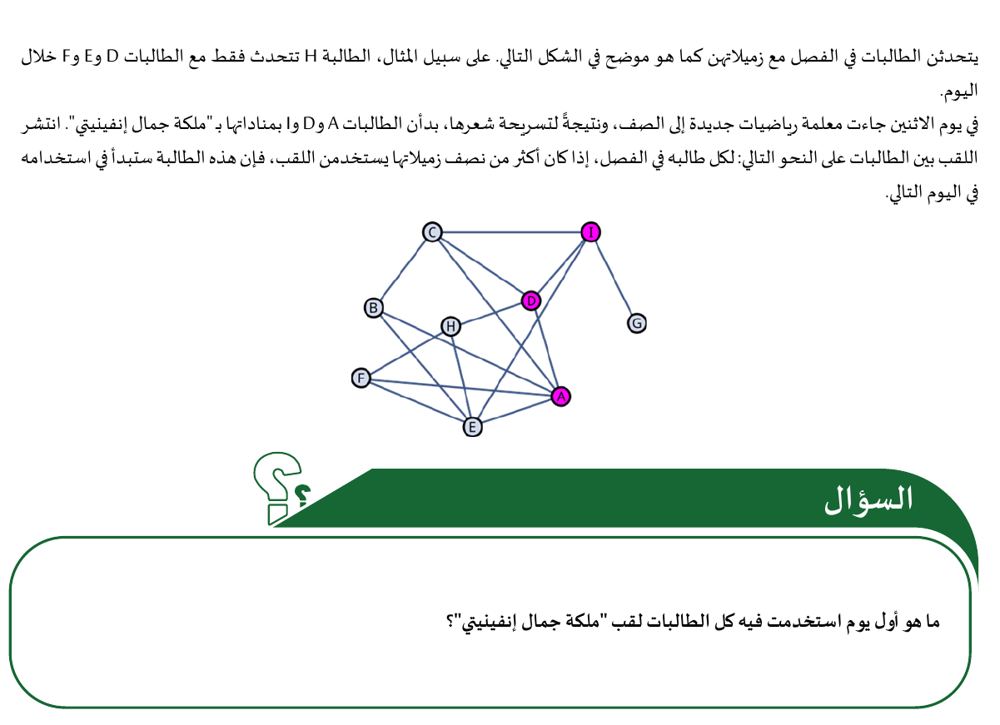 يتحدثن الطالبات في الفصل مع زميلاتهن كما هو موضح في الشكل التالي. على سبيل المثال، الطالبة H تتحدث فقط مع الطالبات D وE وF خلال
اليوم.
في يوم الاثنين جاءت معلمة رياضيات جديدة إلى الصف، ونتيجةً لتسريحة شعرها، بدأن الطالبات A وD وI بمناداتها بـ "ملكة جمال إنفينيتي". انتشر
اللقب بين الطالبات على النحو التالي: لكل طالبه في الفصل، إذا كان أكثر من نصف زميلاتها يستخدمن اللقب، فإن هذه الطالبة ستبدأ في استخدامه
في اليوم التالي.
C
I
D
B
H
G
F
A
E
؟
؟
السؤال
ما هو أول يوم استخدمت فيه كل الطالبات لقب "ملكة جمال إنفينيتي"؟